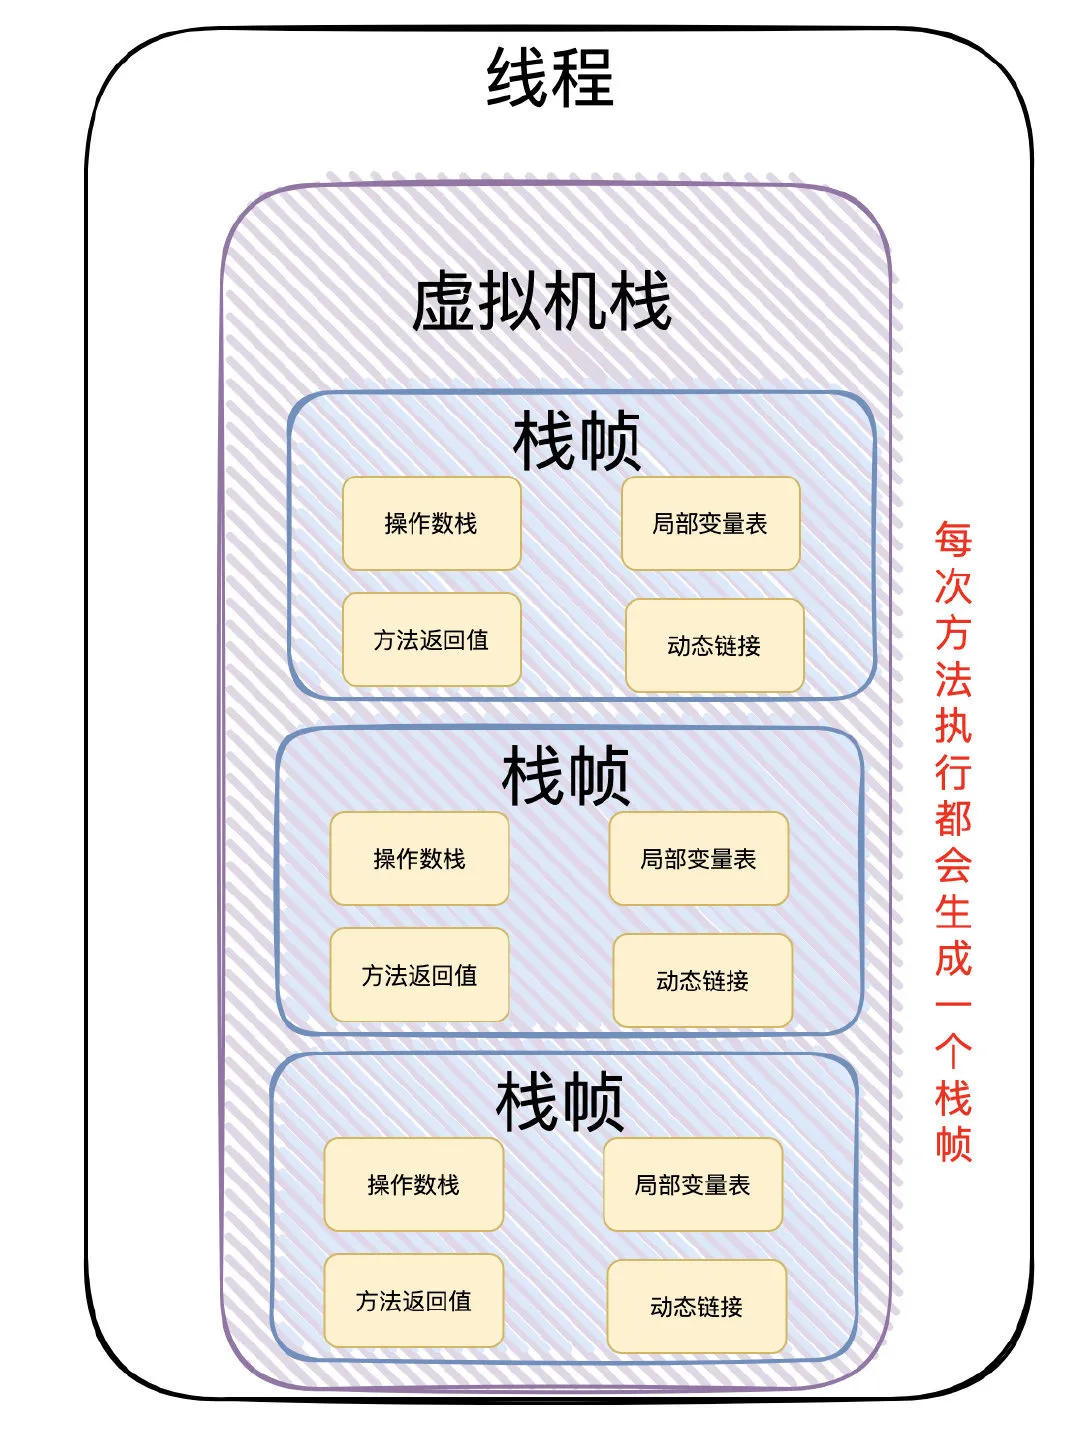 线程
虚拟机栈
栈帧
操作数栈
局部变量表
方法返回值
动态链接
栈帧
操作数栈
局部变量表
方法返回值
动态链接
栈帧
操作数栈
局部变量表
方法返回值
动态链接
每次方法执行都会生成一个栈帧